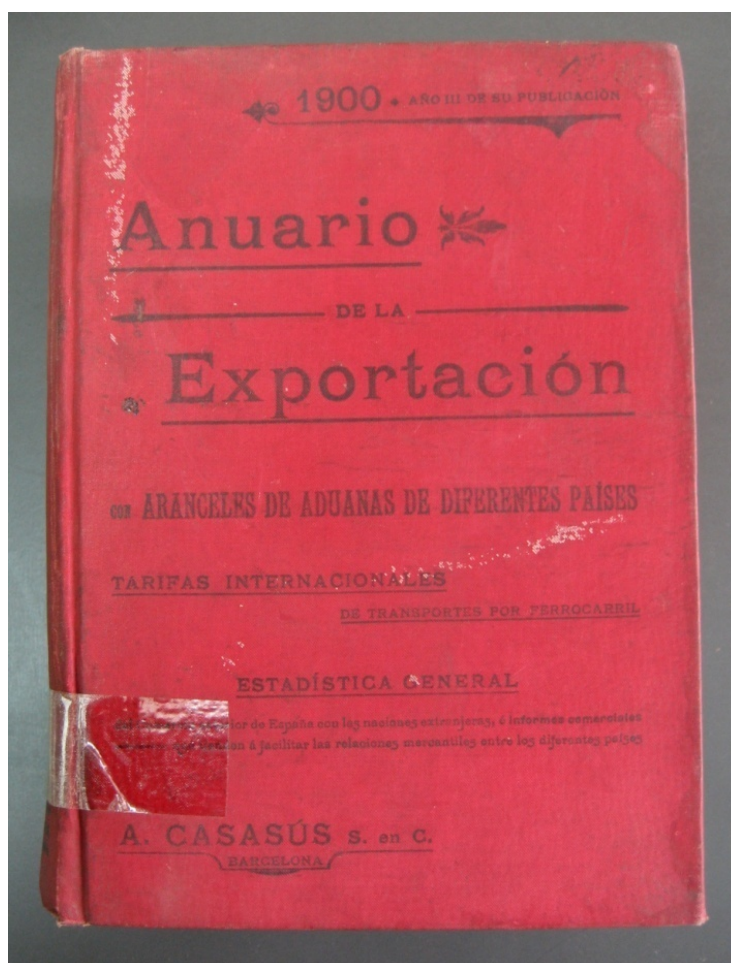 1900 • AÑO III DE SU PUBLICACIÓN
Anuario
DE LA
Exportación
con ARANCELES DE ADUANAS DE DIFERENTES PAÍSES
TARIFAS INTERNACIONALES
DE TRANSPORTES POR FERROCARRIL
ESTADÍSTICA GENERAL
de España con las naciones extranjeras, é informes comerciales
á facilitar las relaciones mercantiles entre los diferentes países
A. CASASÚS S. en C.
BARCELONA